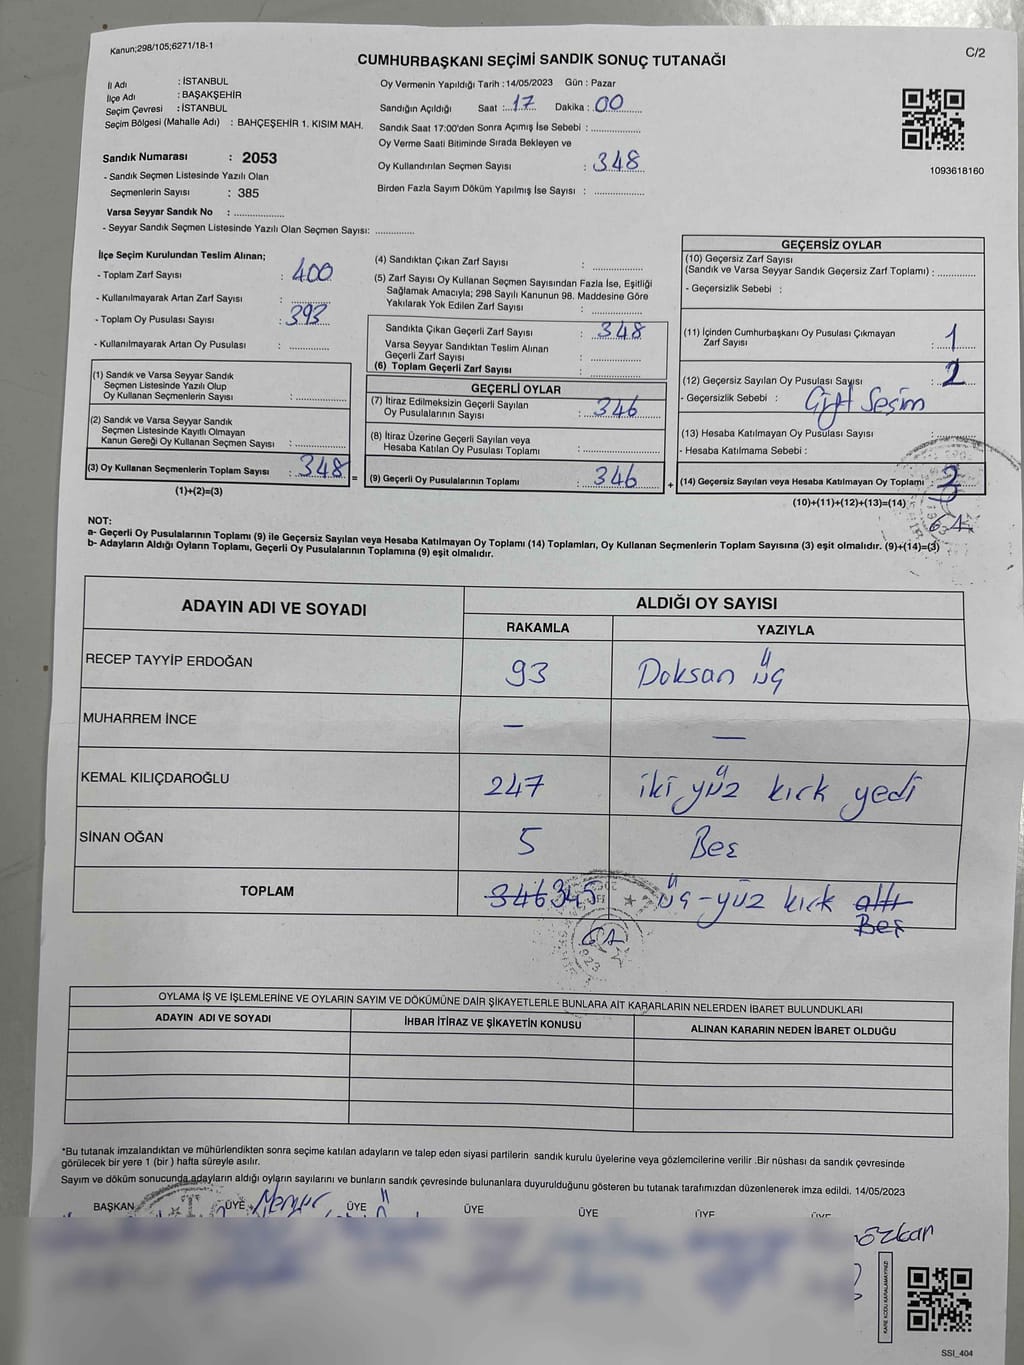 Kanun;298/105;6271/18-1
C/2
CUMHURBAŞKANI SEÇİMİ SANDIK SONUÇ TUTANAĞI
İl Adı : İSTANBUL
İlçe Adı : BAŞAKŞEHİR
Seçim Çevresi : İSTANBUL
Seçim Bölgesi (Mahalle Adı) : BAHÇEŞEHİR 1. KISIM MAH.
Sandık Numarası : 2053
- Sandık Seçmen Listesinde Yazılı Olan
Seçmenlerin Sayısı : 385
Varsa Seyyar Sandık No : ................
- Seyyar Sandık Seçmen Listesinde Yazılı Olan Seçmen Sayısı: ............
Oy Vermenin Yapıldığı Tarih : 14/05/2023 Gün : Pazar
Sandığın Açıldığı Saat : 17 Dakika : 00
Sandık Saat 17:00'den Sonra Açımış İse Sebebi : ................
Oy Verme Saati Bitiminde Sırada Bekleyen ve
Oy Kullandırılan Seçmen Sayısı : 348
Birden Fazla Sayım Döküm Yapılmış İse Sayısı : ................
1093618160
İlçe Seçim Kurulundan Teslim Alınan;
- Toplam Zarf Sayısı : 400
- Kullanılmayarak Artan Zarf Sayısı : ............
- Toplam Oy Pusulası Sayısı : 393
- Kullanılmayarak Artan Oy Pusulası : ............
(1) Sandık ve Varsa Seyyar Sandık
Seçmen Listesinde Yazılı Olup
Oy Kullanan Seçmenlerin Sayısı : ................
(2) Sandık ve Varsa Seyyar Sandık
Seçmen Listesinde Kayıtlı Olmayan
Kanun Gereği Oy Kullanan Seçmen Sayısı : ................
(3) Oy Kullanan Seçmenlerin Toplam Sayısı : 348 =
(1)+(2)=(3)
(4) Sandıktan Çıkan Zarf Sayısı : ................
(5) Zarf Sayısı Oy Kullanan Seçmen Sayısından Fazla İse, Eşitliği
Sağlamak Amacıyla; 298 Sayılı Kanunun 98. Maddesine Göre
Yakılarak Yok Edilen Zarf Sayısı : ................
Sandıkta Çıkan Geçerli Zarf Sayısı : 348
Varsa Seyyar Sandıktan Teslim Alınan
Geçerli Zarf Sayısı : ................
(6) Toplam Geçerli Zarf Sayısı : ................
GEÇERLİ OYLAR
(7) İtiraz Edilmeksizin Geçerli Sayılan
Oy Pusulalarının Sayısı : 346
(8) İtiraz Üzerine Geçerli Sayılan veya
Hesaba Katılan Oy Pusulası Toplamı : ................
(9) Geçerli Oy Pusulalarının Toplamı : 346 +
GEÇERSİZ OYLAR
(10) Geçersiz Zarf Sayısı
(Sandık ve Varsa Seyyar Sandık Geçersiz Zarf Toplamı) : ............
- Geçersizlik Sebebi :
(11) İçinden Cumhurbaşkanı Oy Pusulası Çıkmayan
Zarf Sayısı : 1
(12) Geçersiz Sayılan Oy Pusulası Sayısı : 2
- Geçersizlik Sebebi : Çift Seçim
(13) Hesaba Katılmayan Oy Pusulası Sayısı : ............
- Hesaba Katılmama Sebebi :
(14) Geçersiz Sayılan veya Hesaba Katılmayan Oy Toplamı : 3
(10)+(11)+(12)+(13)=(14)
NOT:
a- Geçerli Oy Pusulalarının Toplamı (9) ile Geçersiz Sayılan veya Hesaba Katılmayan Oy Toplamı (14) Toplamları, Oy Kullanan Seçmenlerin Toplam Sayısına (3) eşit olmalıdır. (9)+(14)=(3)
b- Adayların Aldığı Oyların Toplamı, Geçerli Oy Pusulalarının Toplamına (9) eşit olmalıdır.
ADAYIN ADI VE SOYADI ALDIĞI OY SAYISI
RAKAMLA YAZIYLA
RECEP TAYYİP ERDOĞAN 93 Doksan üç
MUHARREM İNCE — —
KEMAL KILIÇDAROĞLU 247 iki yüz kırk yedi
SİNAN OĞAN 5 Beş
TOPLAM 346 345 üç-yüz kırk altı
Beş
OYLAMA İŞ VE İŞLEMLERİNE VE OYLARIN SAYIM VE DÖKÜMÜNE DAİR ŞİKAYETLERLE BUNLARA AİT KARARLARIN NELERDEN İBARET BULUNDUKLARI
ADAYIN ADI VE SOYADI İHBAR İTİRAZ VE ŞİKAYETİN KONUSU ALINAN KARARIN NEDEN İBARET OLDUĞU
*Bu tutanak imzalandıktan ve mühürlendikten sonra seçime katılan adayların ve talep eden siyasi partilerin sandık kurulu üyelerine veya gözlemcilerine verilir .Bir nüshası da sandık çevresinde
görülecek bir yere 1 (bir ) hafta süreyle asılır.
Sayım ve döküm sonucunda adayların aldığı oyların sayılarını ve bunların sandık çevresinde bulunanlara duyurulduğunu gösteren bu tutanak tarafımızdan düzenlenerek imza edildi. 14/05/2023
BAŞKAN ÜYE ÜYE ÜYE ÜYE ÜYE ÜYE
özkan
KARE KODU KARALAMAYINIZ!
SSI_404